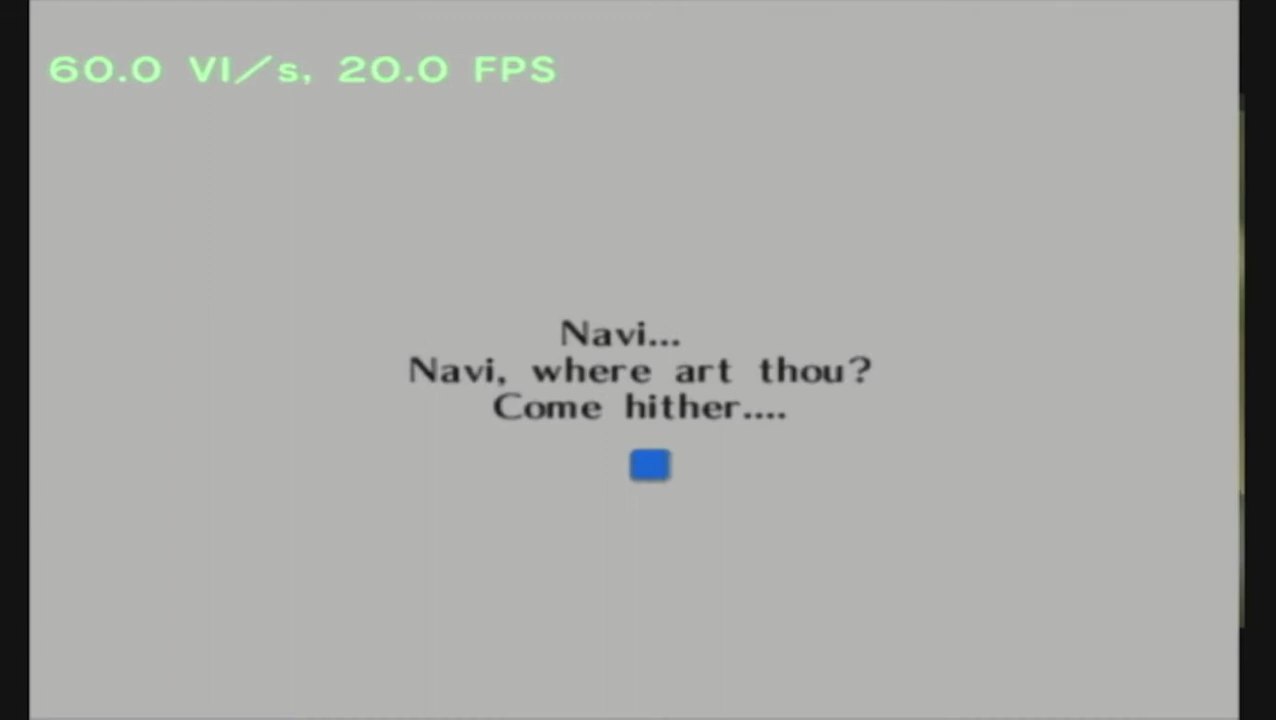 60.0 VI/s, 20.0 FPS
Navi...
Navi, where art thou?
Come hither....